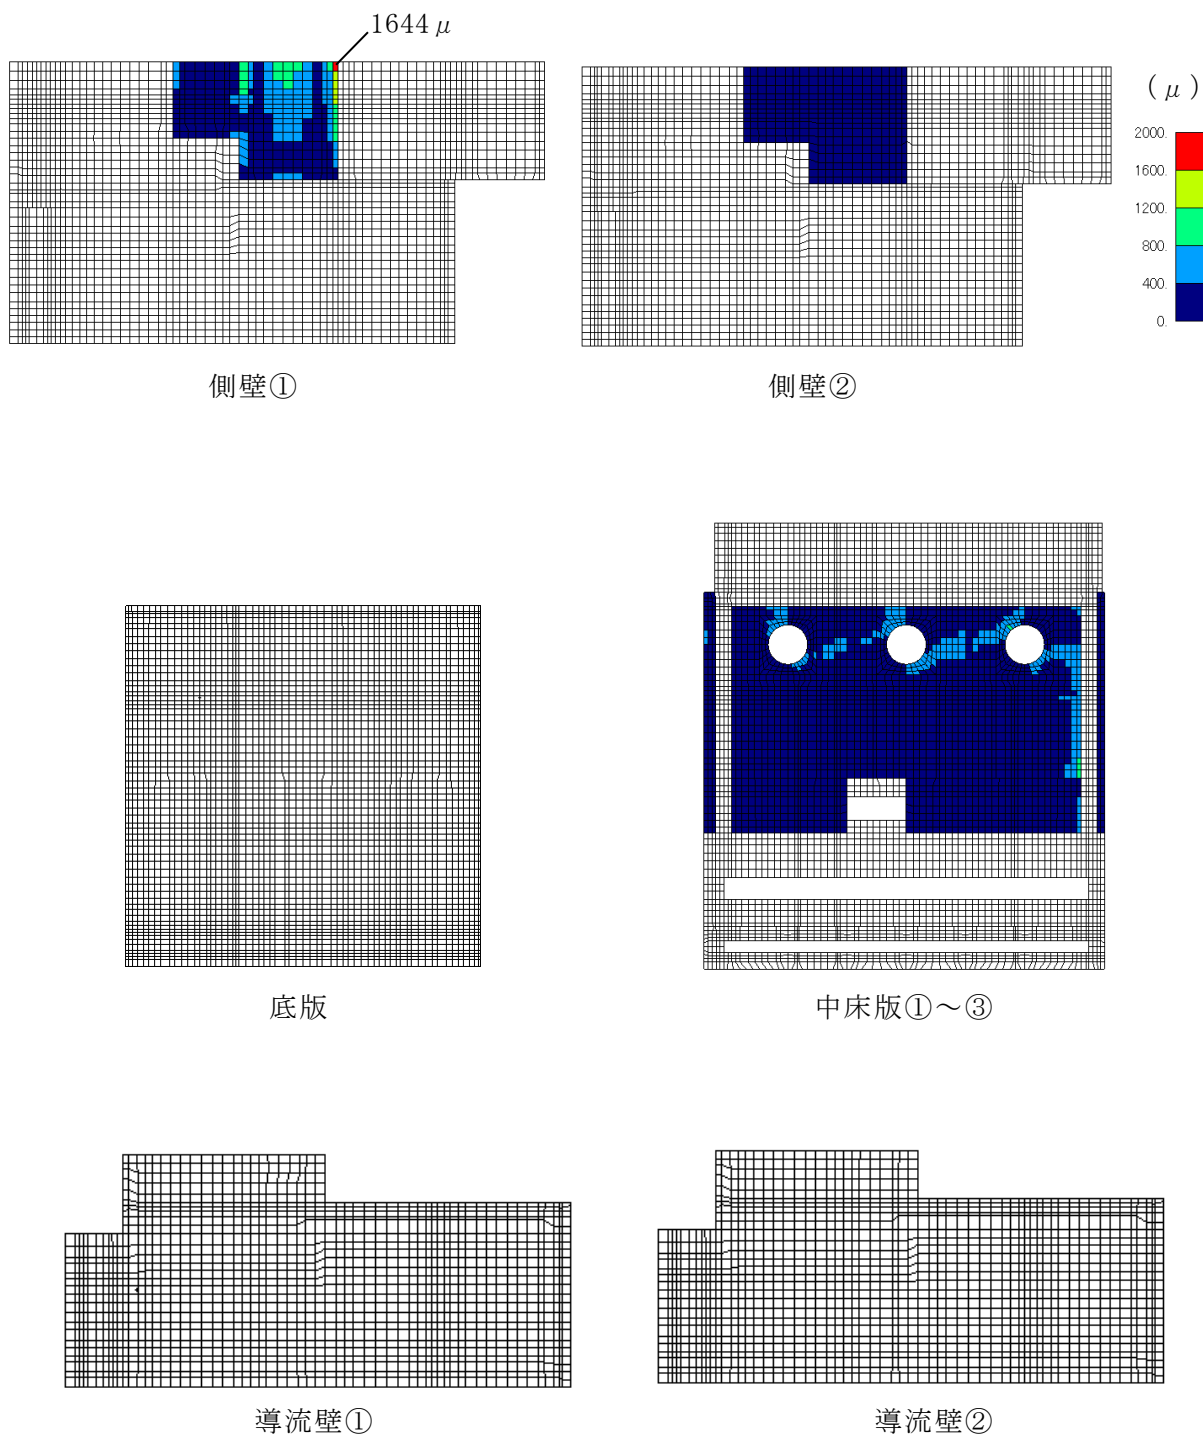 1644μ
(μ)
2000.
1600.
1200.
800.
400.
0.
側壁①
側壁②
底版
中床版①～③
導流壁①
導流壁②